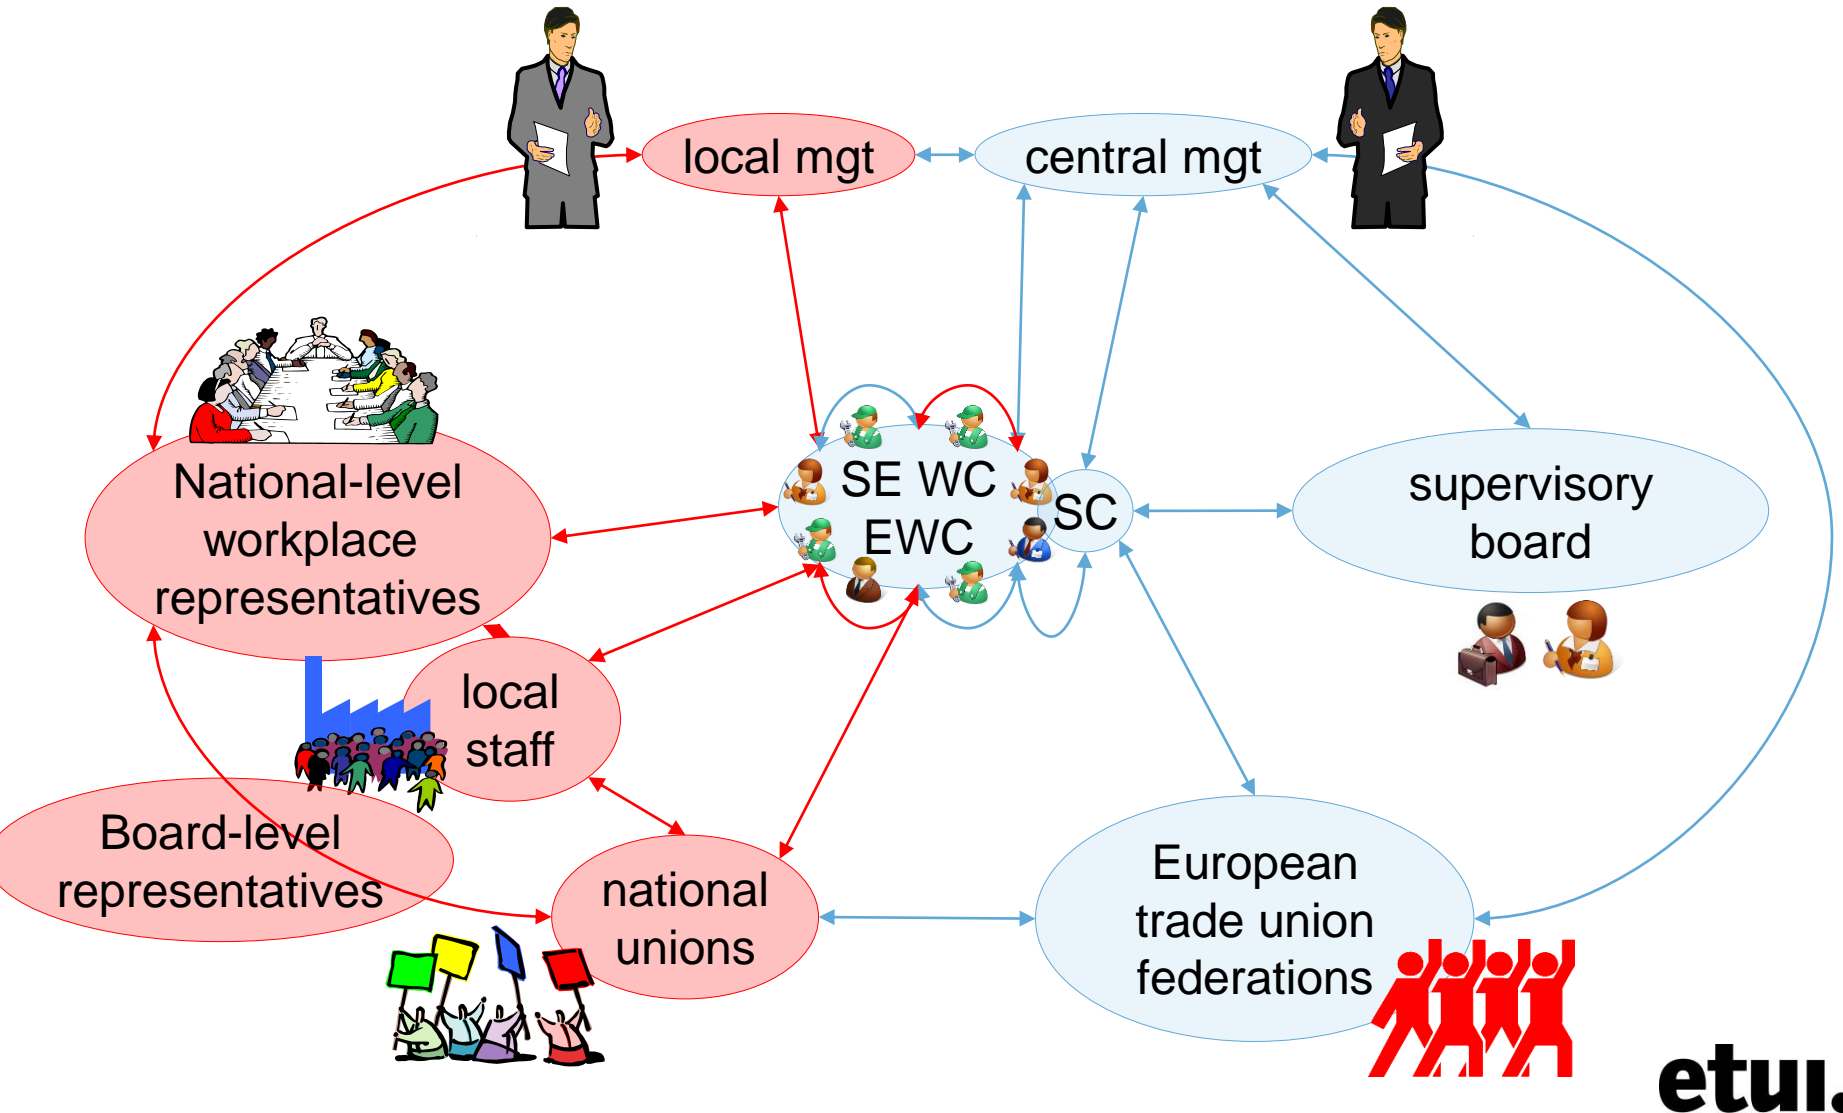 local mgt
central mgt
National-level
workplace
representatives
SE WC
EWC
SC
supervisory
board
local
staff
Board-level
representatives
national
unions
European
trade union
federations
etui.